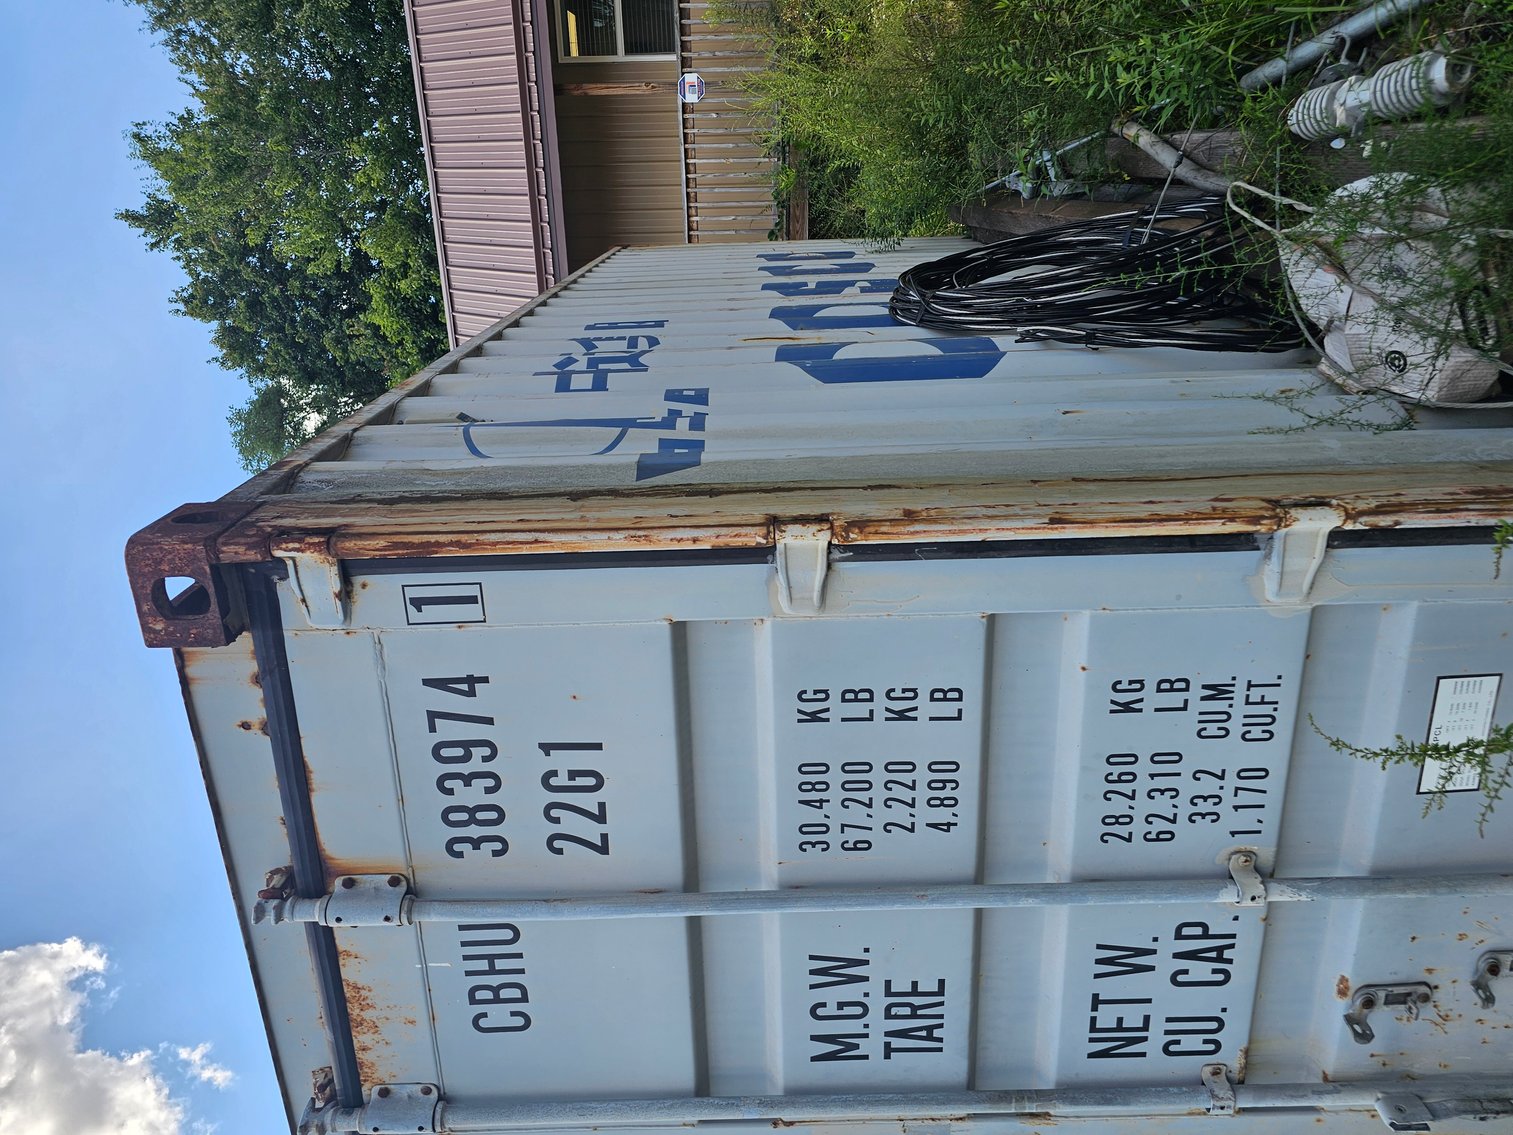 CBHU 383974 1
22G1
M.G.W. 30,480 KG
67,200 LB
TARE 2,220 KG
4,890 LB
NET W. 28,260 KG
62,310 LB
CU. CAP. 33.2 CU.M.
1,170 CU.FT.
COSCO